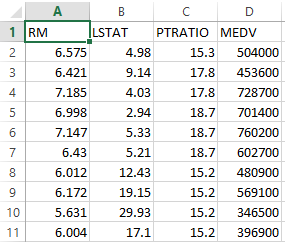 A B C D
1 RM LSTAT PTRATIO MEDV
2 6.575 4.98 15.3 504000
3 6.421 9.14 17.8 453600
4 7.185 4.03 17.8 728700
5 6.998 2.94 18.7 701400
6 7.147 5.33 18.7 760200
7 6.43 5.21 18.7 602700
8 6.012 12.43 15.2 480900
9 6.172 19.15 15.2 569100
10 5.631 29.93 15.2 346500
11 6.004 17.1 15.2 396900